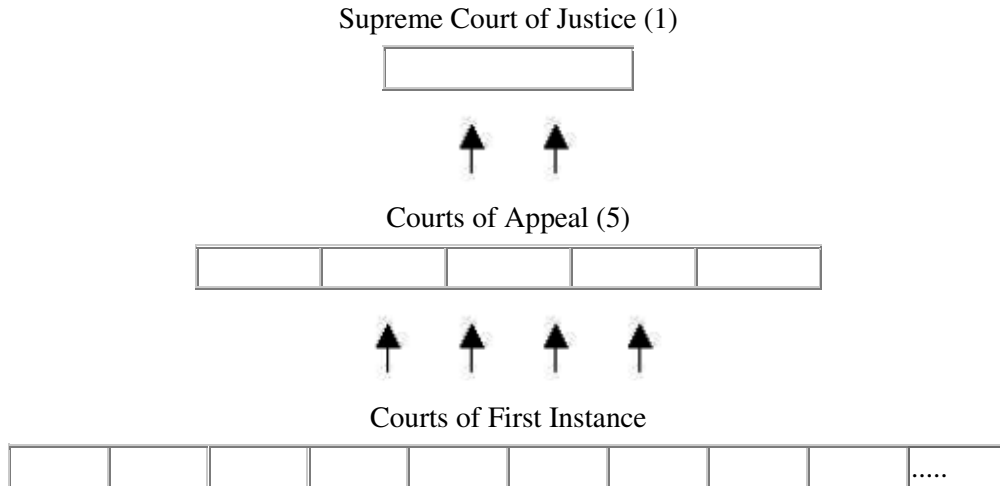 Supreme Court of Justice (1)
Courts of Appeal (5)
Courts of First Instance
.....